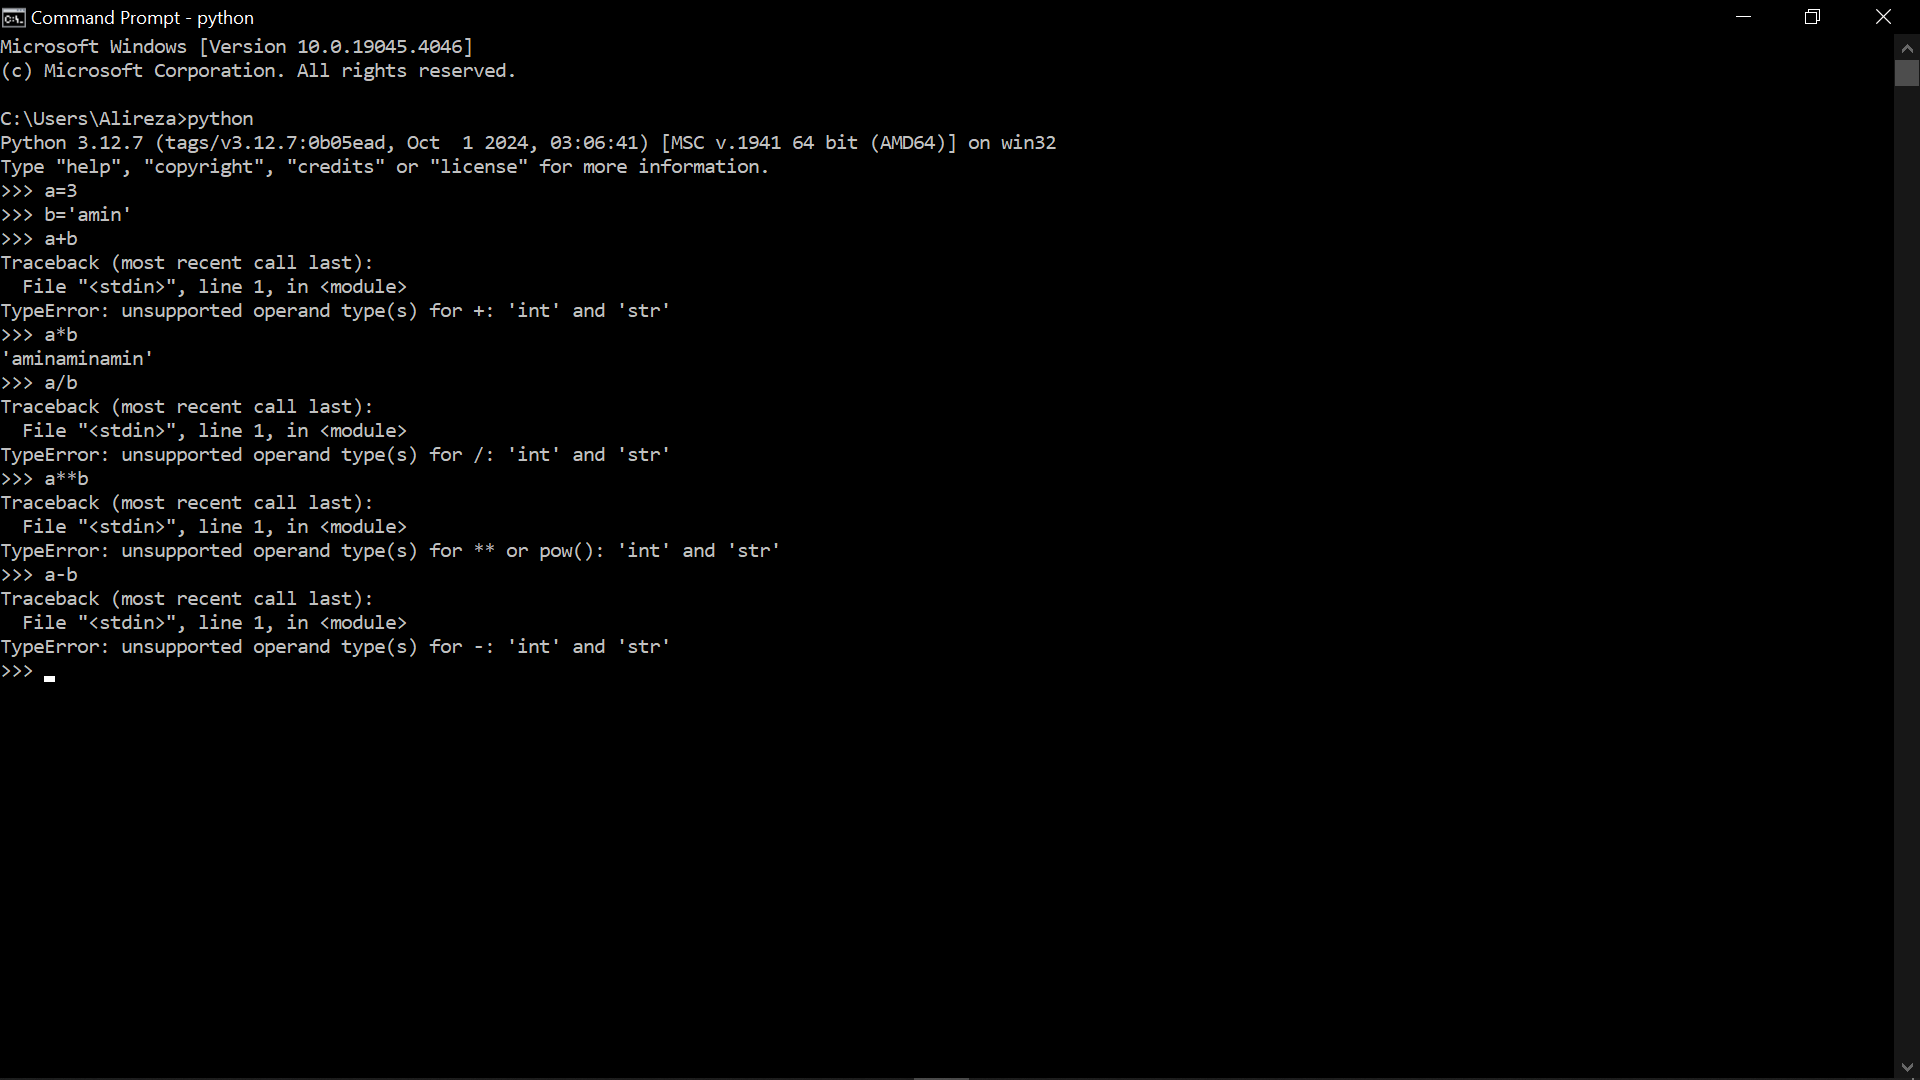 Command Prompt - python
Microsoft Windows [Version 10.0.19045.4046]
(c) Microsoft Corporation. All rights reserved.
C:\Users\Alireza>python
Python 3.12.7 (tags/v3.12.7:0b05ead, Oct  1 2024, 03:06:41) [MSC v.1941 64 bit (AMD64)] on win32
Type "help", "copyright", "credits" or "license" for more information.
>>> a=3
>>> b='amin'
>>> a+b
Traceback (most recent call last):
  File "<stdin>", line 1, in <module>
TypeError: unsupported operand type(s) for +: 'int' and 'str'
>>> a*b
'aminaminamin'
>>> a/b
Traceback (most recent call last):
  File "<stdin>", line 1, in <module>
TypeError: unsupported operand type(s) for /: 'int' and 'str'
>>> a**b
Traceback (most recent call last):
  File "<stdin>", line 1, in <module>
TypeError: unsupported operand type(s) for ** or pow(): 'int' and 'str'
>>> a-b
Traceback (most recent call last):
  File "<stdin>", line 1, in <module>
TypeError: unsupported operand type(s) for -: 'int' and 'str'
>>>